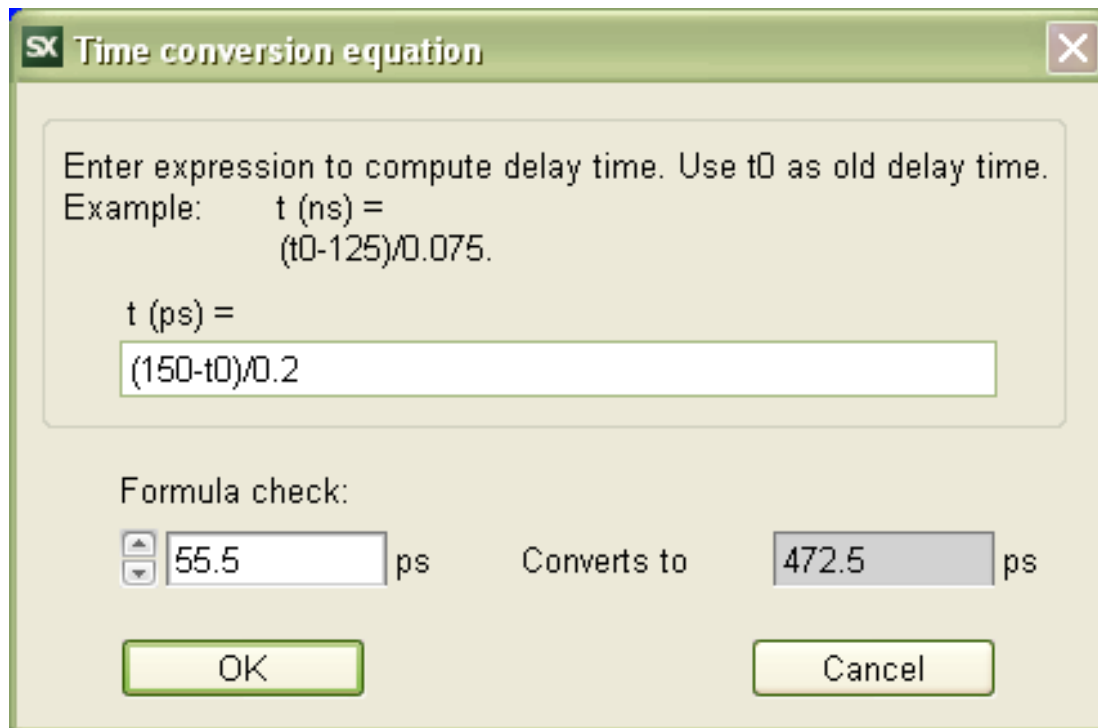 SX Time conversion equation
Enter expression to compute delay time. Use t0 as old delay time.
Example: t (ns) =
(t0-125)/0.075.
t (ps) =
(150-t0)/0.2
Formula check:
55.5 ps Converts to 472.5 ps
OK Cancel